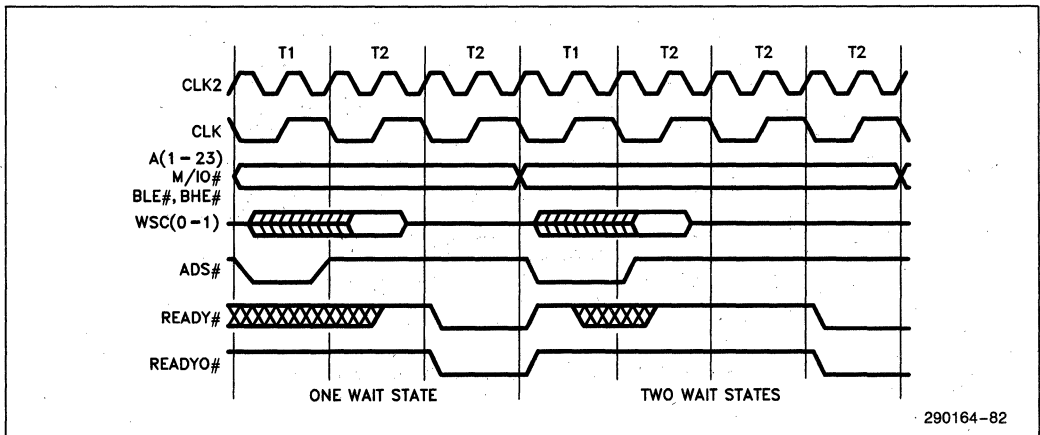 T1 T2 T2 T1 T2 T2 T2
CLK2
CLK
A(1-23)
M/IO#
BLE#, BHE#
WSC(0-1)
ADS#
READY#
READYO#
ONE WAIT STATE TWO WAIT STATES
290164-82